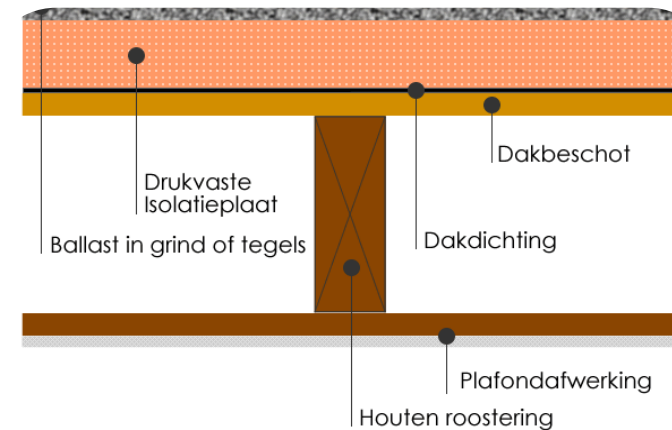 Dakbeschot
Drukvaste
Isolatieplaat
Dakdichting
Ballast in grind of tegels
Plafondafwerking
Houten roostering